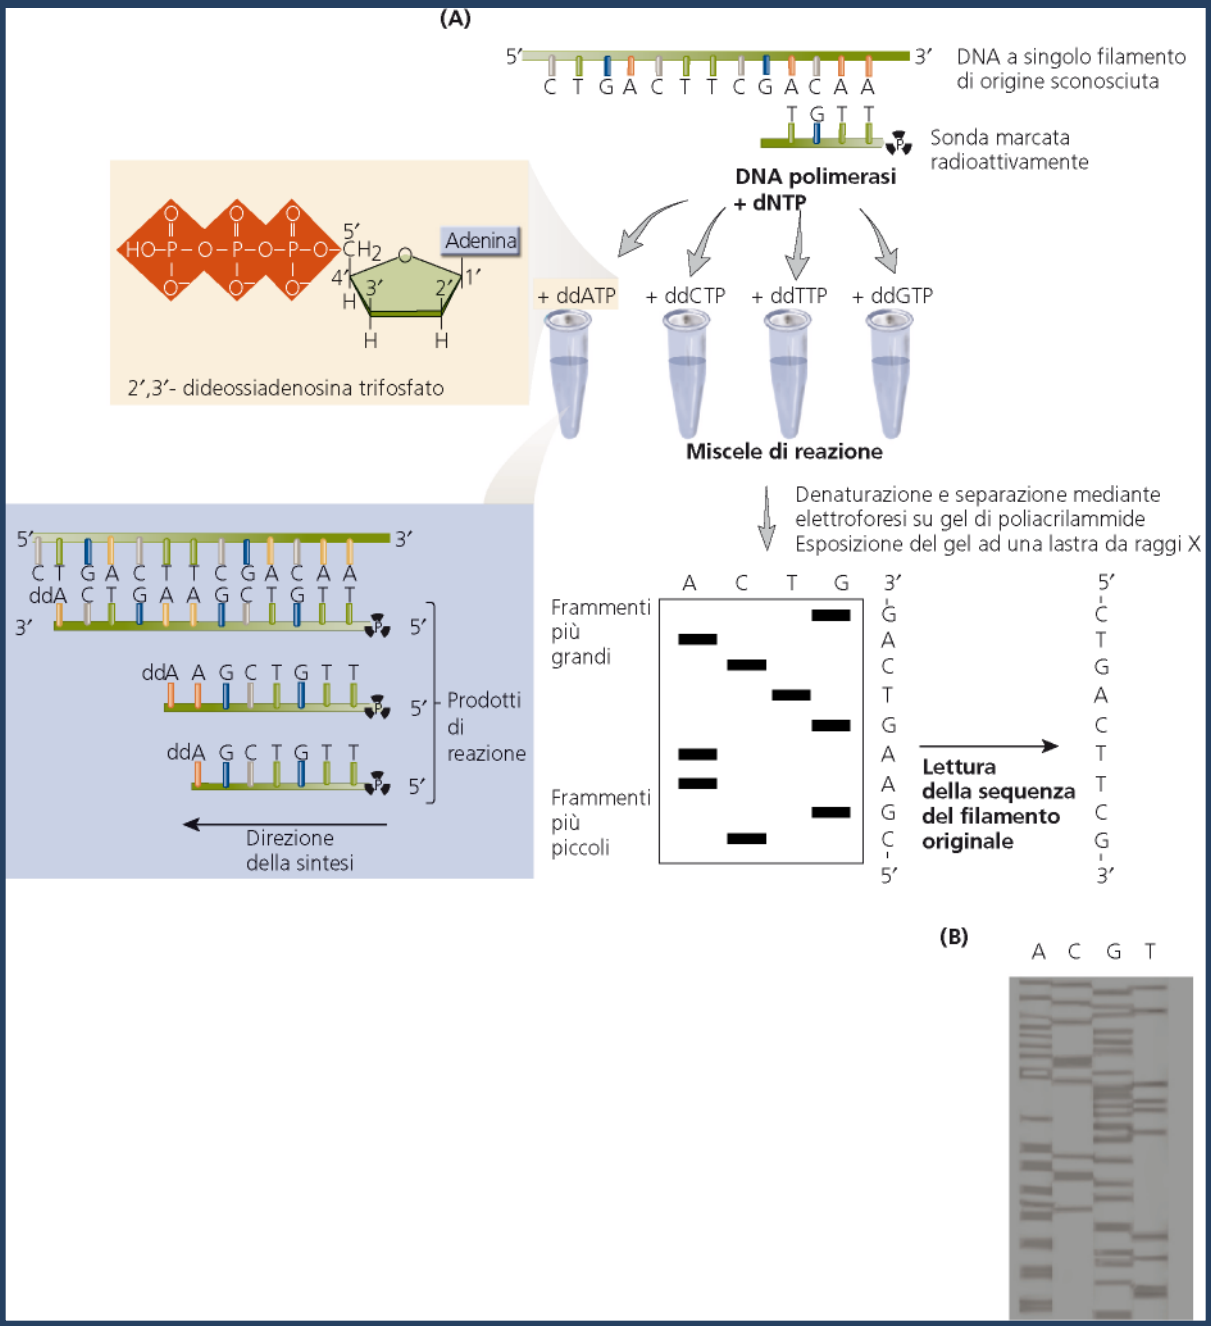 (A)
5′ 3′
C T G A C T T C G A C A A
DNA a singolo filamento
di origine sconosciuta
T G T T
P
Sonda marcata
radioattivamente
DNA polimerasi
+ dNTP
O O O
HO–P–O–P–O–P–O–CH2
O– O– O–
5′
4′ 3′ 2′ 1′
O
Adenina
H
H H
2′,3′- dideossiadenosina trifosfato
+ ddATP + ddCTP + ddTTP + ddGTP
Miscele di reazione
Denaturazione e separazione mediante
elettroforesi su gel di poliacrilammide
Esposizione del gel ad una lastra da raggi X
5′ 3′
C T G A C T T C G A C A A
ddA C T G A A G C T G T T
3′ P 5′
ddA A G C T G T T
P 5′
ddA G C T G T T
P 5′
Prodotti
di
reazione
Direzione
della sintesi
A C T G
Frammenti
più
grandi
Frammenti
più
piccoli
3′
G
A
C
T
G
A
A
G
C
5′
Lettura
della sequenza
del filamento
originale
5′
C
T
G
A
C
T
T
C
G
3′
(B)
A C G T